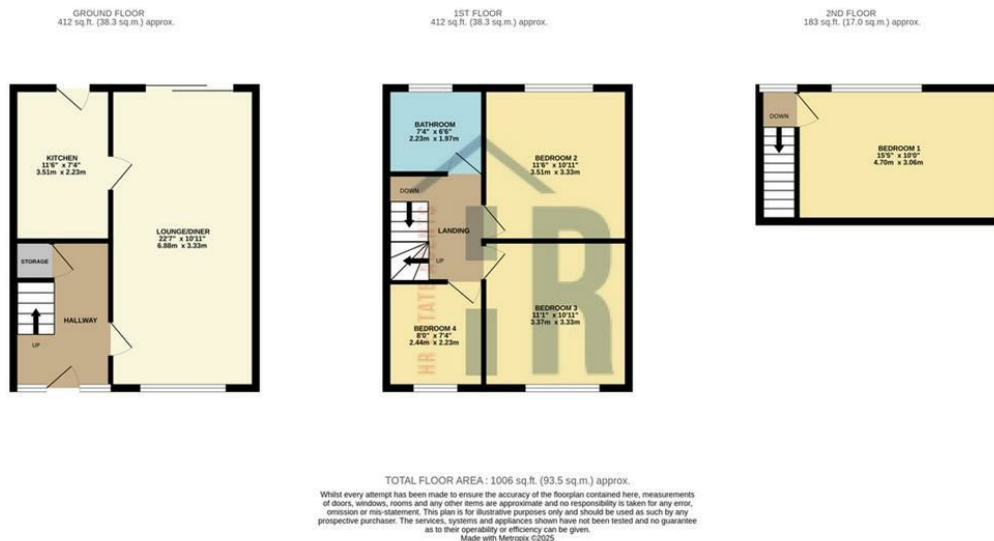 GROUND FLOOR
412 sq.ft. (38.3 sq.m.) approx.
1ST FLOOR
412 sq.ft. (38.3 sq.m.) approx.
2ND FLOOR
183 sq.ft. (17.0 sq.m.) approx.
KITCHEN
11'6" x 7'4"
3.51m x 2.23m
LOUNGE/DINER
22'7" x 10'11"
6.88m x 3.33m
STORAGE
HALLWAY
UP
BATHROOM
7'4" x 6'6"
2.23m x 1.97m
BEDROOM 2
11'6" x 10'11"
3.51m x 3.33m
DOWN
LANDING
UP
BEDROOM 3
11'1" x 10'11"
3.37m x 3.33m
BEDROOM 4
8'0" x 7'4"
2.44m x 2.23m
HR ESTATE AGENTS
HR
DOWN
BEDROOM 1
15'5" x 10'0"
4.70m x 3.06m
TOTAL FLOOR AREA : 1006 sq.ft. (93.5 sq.m.) approx.
Whilst every attempt has been made to ensure the accuracy of the floorplan contained here, measurements
of doors, windows, rooms and any other items are approximate and no responsibility is taken for any error,
omission or mis-statement. This plan is for illustrative purposes only and should be used as such by any
prospective purchaser. The services, systems and appliances shown have not been tested and no guarantee
as to their operability or efficiency can be given.
Made with Metropix ©2025